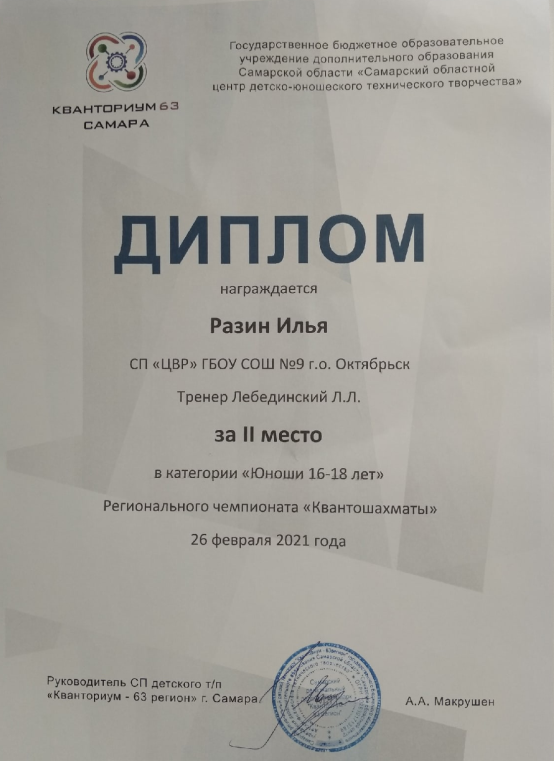 КВАНТОРИУМ 63
САМАРА
Государственное бюджетное образовательное
учреждение дополнительного образования
Самарской области «Самарский областной
центр детско-юношеского технического творчества»
ДИПЛОМ
награждается
Разин Илья
СП «ЦВР» ГБОУ СОШ №9 г.о. Октябрьск
Тренер Лебединский Л.Л.
за II место
в категории «Юноши 16-18 лет»
Регионального чемпионата «Квантошахматы»
26 февраля 2021 года
Руководитель СП детского т/п
«Кванториум - 63 регион» г. Самара
А.А. Макрушен